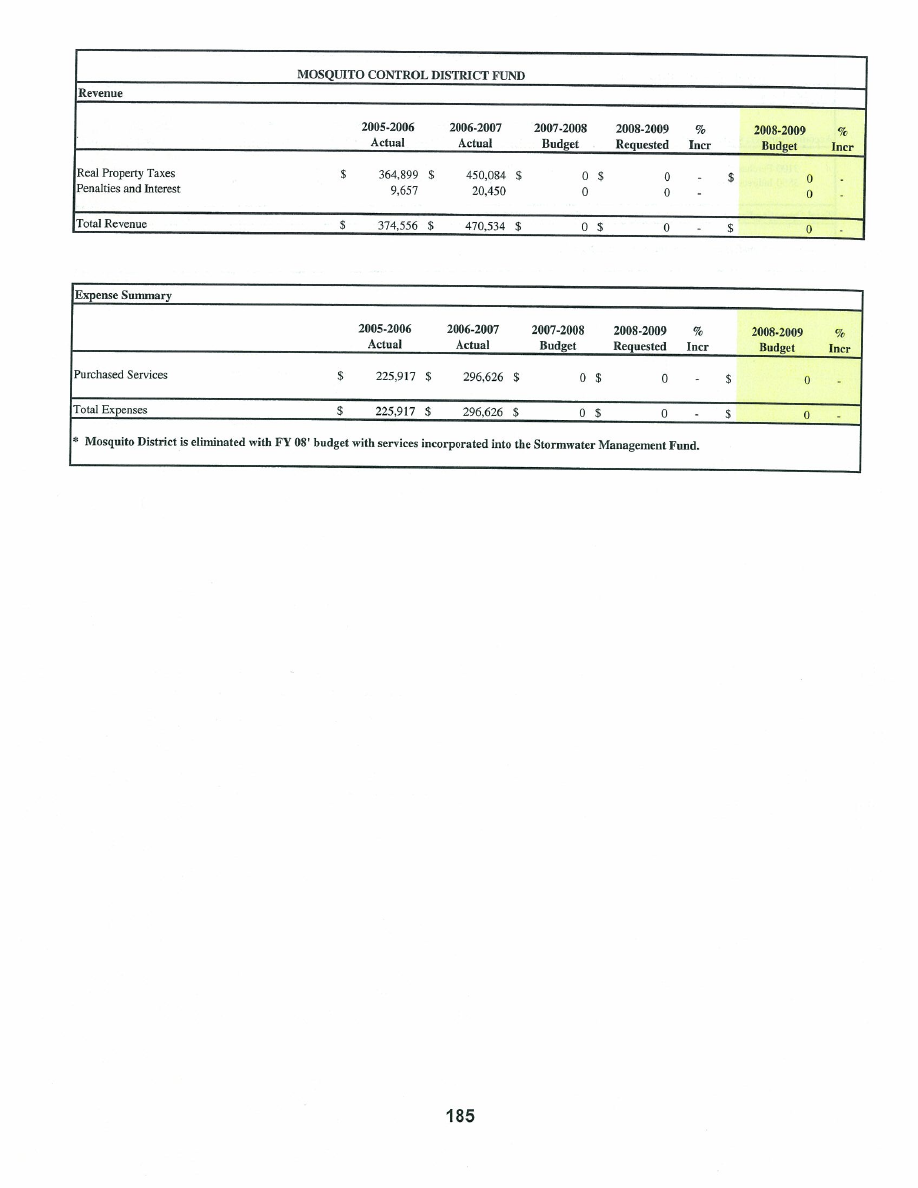 MOSQUITO CONTROL DISTRICT FUND
Revenue
2005-2006 2006-2007 2007-2008 2008-2009 % 2008-2009 %
Actual Actual Budget Requested Incr Budget Incr
Real Property Taxes $ 364,899 $ 450,084 $ 0 $ 0 - $ 0 -
Penalties and Interest 9,657 20,450 0 0 - 0 -
Total Revenue $ 374,556 $ 470,534 $ 0 $ 0 - $ 0 -
Expense Summary
2005-2006 2006-2007 2007-2008 2008-2009 % 2008-2009 %
Actual Actual Budget Requested Incr Budget Incr
Purchased Services $ 225,917 $ 296,626 $ 0 $ 0 - $ 0 -
Total Expenses $ 225,917 $ 296,626 $ 0 $ 0 - $ 0 -
* Mosquito District is eliminated with FY 08' budget with services incorporated into the Stormwater Management Fund.
185